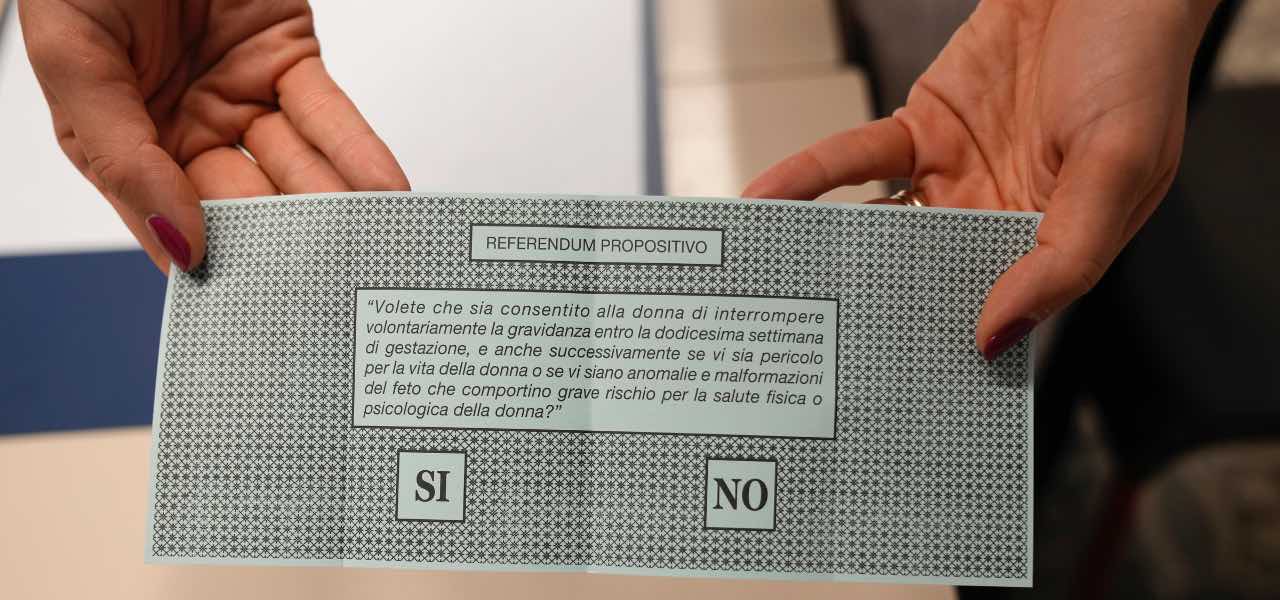 REFERENDUM PROPOSITIVO
“Volete che sia consentito alla donna di interrompere
volontariamente la gravidanza entro la dodicesima settimana
di gestazione, e anche successivamente se vi sia pericolo
per la vita della donna o se vi siano anomalie e malformazioni
del feto che comportino grave rischio per la salute fisica o
psicologica della donna?”
SI NO